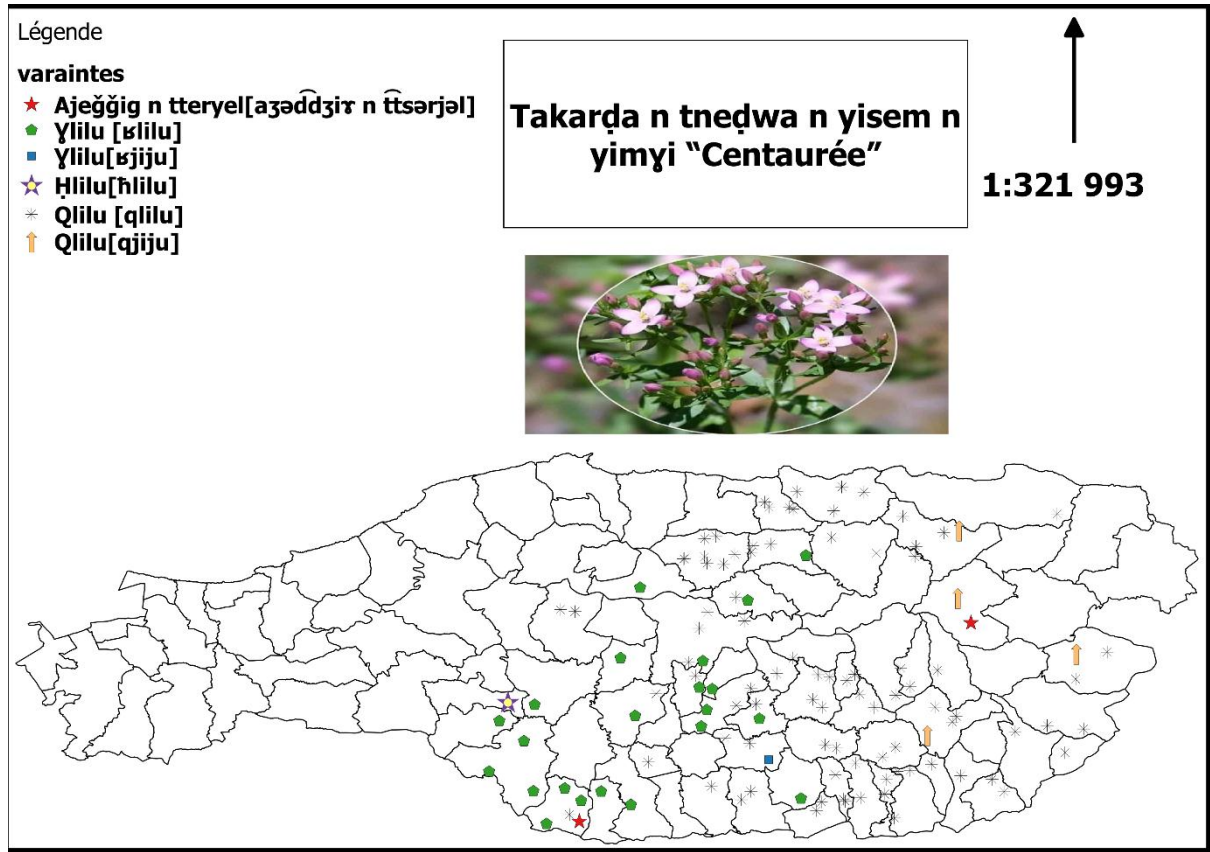 Légende
varaintes
Ajeǧǧig n tteryel[aʒəd͡dʒiɤ n t͡tsərjəl]
Ɣlilu [ʁlilu]
Ɣlilu[ʁjiju]
Ḥlilu[ħlilu]
Qlilu [qlilu]
Qlilu[qjiju]
Takarḍa n tneḍwa n yisem n
yimɣi “Centaurée”
1:321 993